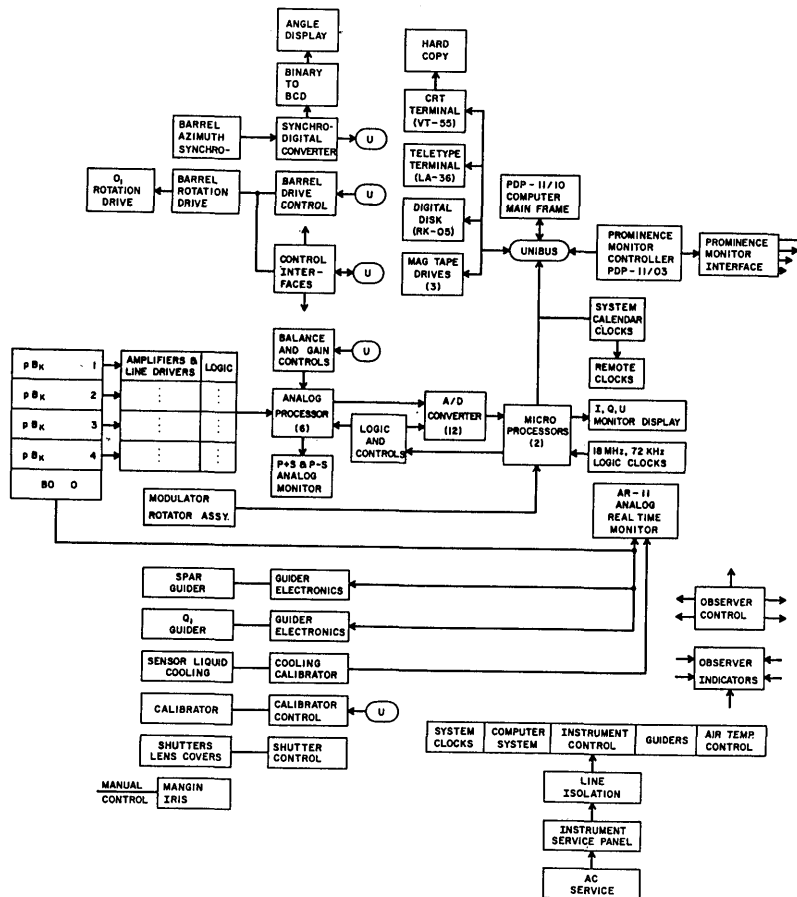 ANGLE
DISPLAY
BINARY
TO
BCD
BARREL
AZIMUTH
SYNCHRO-
SYNCHRO-
DIGITAL
CONVERTER
U
O₁
ROTATION
DRIVE
BARREL
ROTATION
DRIVE
BARREL
DRIVE
CONTROL
U
CONTROL
INTER-
FACES
U
HARD
COPY
CRT
TERMINAL
(VT-55)
TELETYPE
TERMINAL
(LA-36)
DIGITAL
DISK
(RK-05)
MAG TAPE
DRIVES
(3)
PDP-11/10
COMPUTER
MAIN FRAME
UNIBUS
PROMINENCE
MONITOR
CONTROLLER
PDP-11/03
PROMINENCE
MONITOR
INTERFACE
SYSTEM
CALENDAR
CLOCKS
REMOTE
CLOCKS
BALANCE
AND GAIN
CONTROLS
U
pBK 1
pBK 2
pBK 3
pBK 4
BO O
AMPLIFIERS &
LINE DRIVERS
LOGIC
ANALOG
PROCESSOR
(6)
A/D
CONVERTER
(12)
LOGIC
AND
CONTROLS
P+S & P-S
ANALOG
MONITOR
MICRO
PROCESSORS
(2)
I, Q, U
MONITOR DISPLAY
18 MHz, 72 KHz
LOGIC CLOCKS
MODULATOR
ROTATOR ASSY.
AR-11
ANALOG
REAL TIME
MONITOR
SPAR
GUIDER
GUIDER
ELECTRONICS
Q₁
GUIDER
GUIDER
ELECTRONICS
SENSOR LIQUID
COOLING
COOLING
CALIBRATOR
CALIBRATOR
CALIBRATOR
CONTROL
U
SHUTTERS
LENS COVERS
SHUTTER
CONTROL
MANUAL
CONTROL
MANGIN
IRIS
OBSERVER
CONTROL
OBSERVER
INDICATORS
SYSTEM
CLOCKS
COMPUTER
SYSTEM
INSTRUMENT
CONTROL
GUIDERS
AIR TEMP.
CONTROL
LINE
ISOLATION
INSTRUMENT
SERVICE PANEL
AC
SERVICE